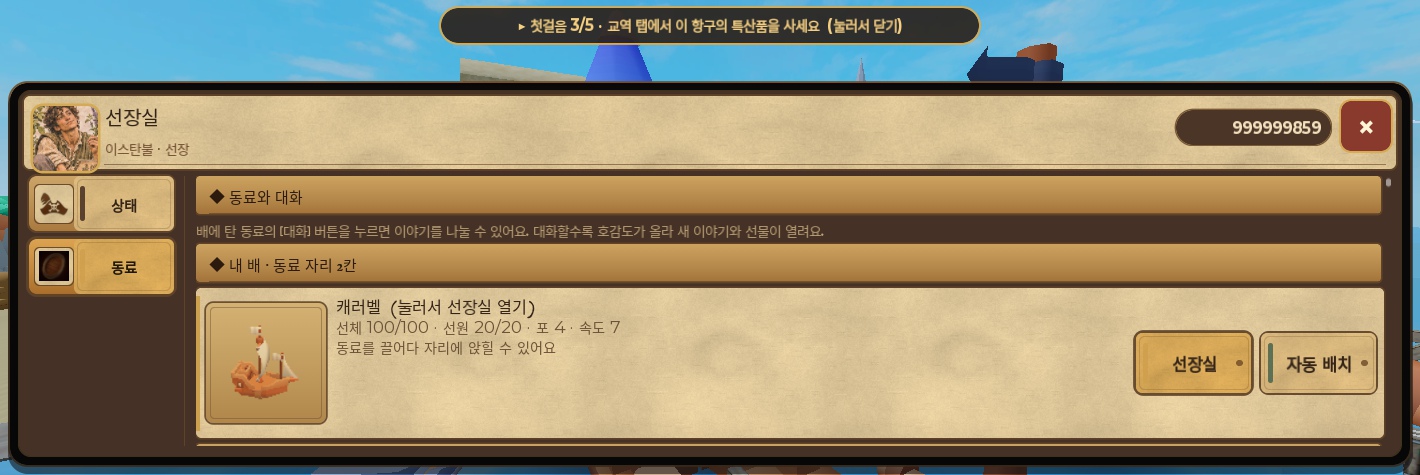 ▸ 첫걸음 3/5 · 교역 탭에서 이 항구의 특산품을 사세요 (눌러서 닫기)
선장실
이스탄불 · 선장
999999859
×
상태
동료
◆ 동료와 대화
배에 탄 동료의 [대화] 버튼을 누르면 이야기를 나눌 수 있어요. 대화할수록 호감도가 올라 새 이야기와 선물이 열려요.
◆ 내 배 · 동료 자리 2칸
캐러벨 (눌러서 선장실 열기)
선체 100/100 · 선원 20/20 · 포 4 · 속도 7
동료를 끌어다 자리에 앉힐 수 있어요
선장실
자동 배치